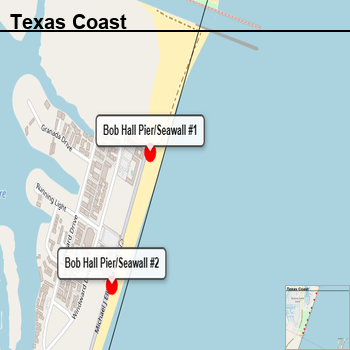 Texas Coast
Bob Hall Pier/Seawall #1
Granada Drive
Running Light
Bob Hall Pier/Seawall #2
Windward D
Michael El
Texas Coast